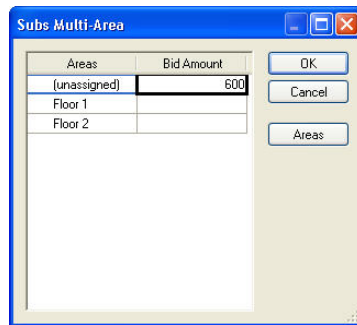 Subs Multi-Area
Areas Bid Amount
(unassigned) 600
Floor 1
Floor 2
OK
Cancel
Areas